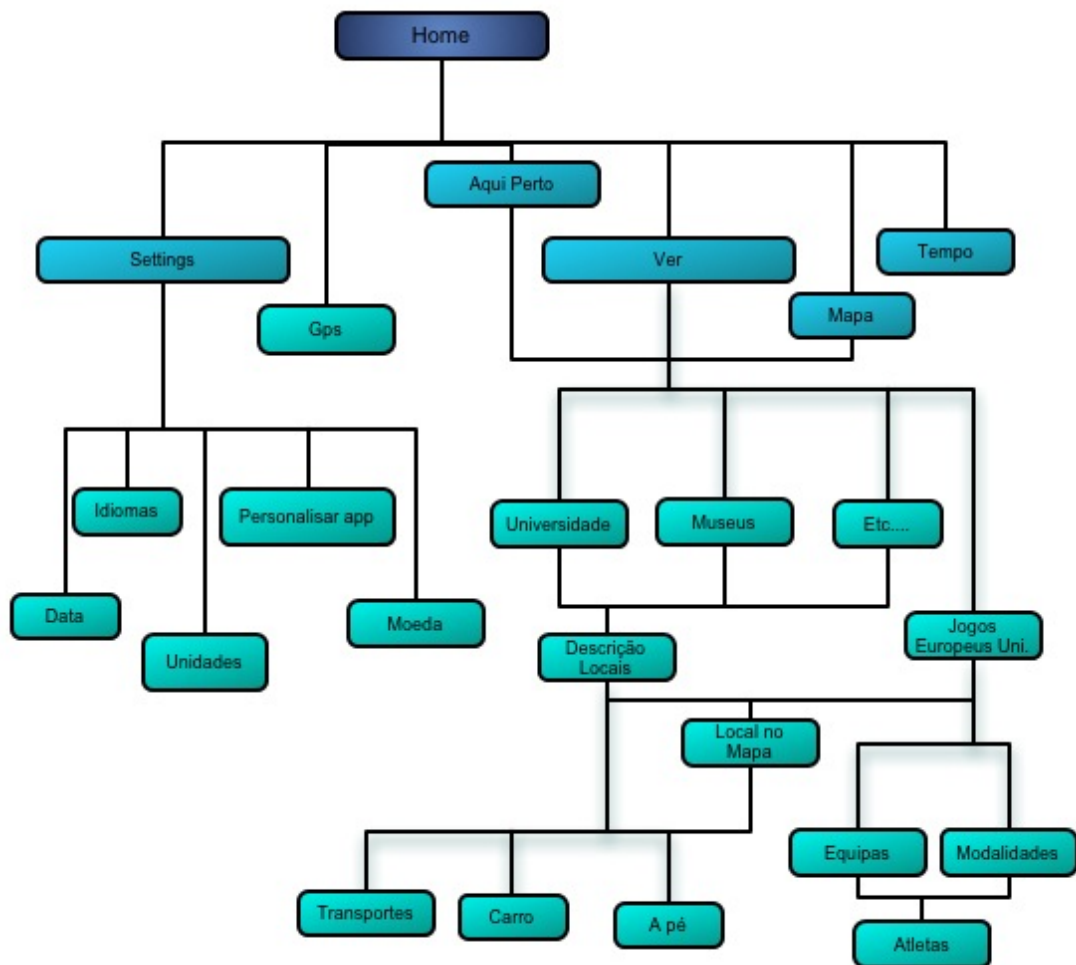 Home
Aqui Perto
Settings
Ver
Tempo
Gps
Mapa
Idiomas
Personalisar app
Universidade
Museus
Etc....
Data
Moeda
Unidades
Descrição
Locais
Jogos
Europeus Uni.
Local no
Mapa
Equipas
Modalidades
Transportes
Carro
A pé
Atletas